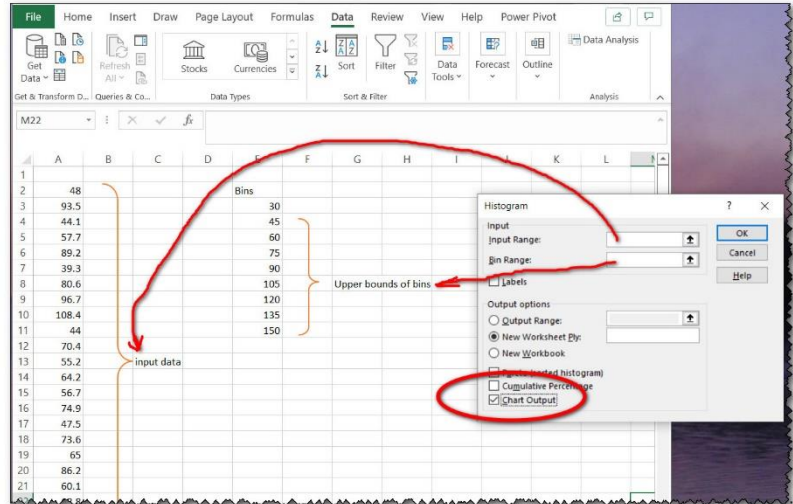 File Home Insert Draw Page Layout Formulas Data Review View Help Power Pivot
Get Data
Refresh All
Stocks
Currencies
Sort
Filter
Data Tools
Forecast
Outline
Data Analysis
Get & Transform D... Queries & Co... Data Types Sort & Filter Analysis
M22 fx
A B C D E F G H I J K L
1
2 48 Bins
3 93.5 30
4 44.1 45
5 57.7 60
6 89.2 75
7 39.3 90
8 80.6 105 Upper bounds of bins
9 96.7 120
10 108.4 135
11 44 150
12 70.4
13 55.2 input data
14 64.2
15 56.7
16 74.9
17 47.5
18 73.6
19 65
20 86.2
21 60.1
Histogram ? ×
Input
Input Range:
Bin Range:
Labels
OK
Cancel
Help
Output options
Output Range:
New Worksheet Ply:
New Workbook
Pareto (sorted histogram)
Cumulative Percentage
Chart Output